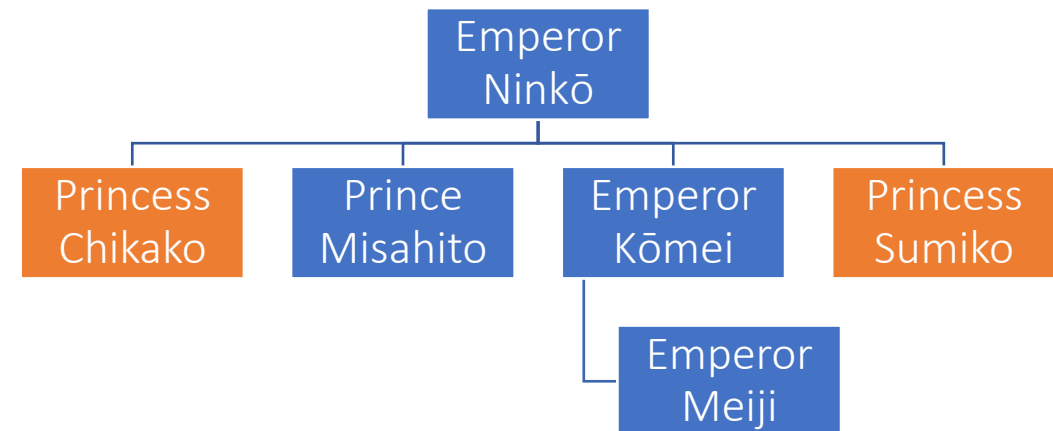 Emperor
Ninkō
Princess
Chikako
Prince
Misahito
Emperor
Kōmei
Princess
Sumiko
Emperor
Meiji